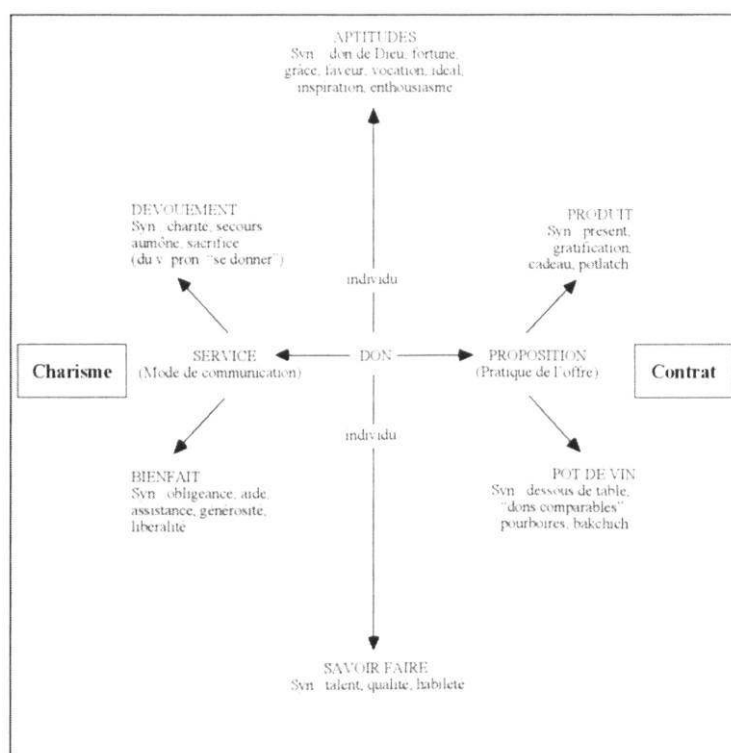 APTITUDES
Syn don de Dieu, fortune,
grâce, faveur, vocation, idéal,
inspiration, enthousiasme
DEVOUEMENT
Syn charité, secours
aumône, sacrifice
(du v pron "se donner")
PRODUIT
Syn présent,
gratification,
cadeau, potlatch
individu
Charisme
SERVICE
(Mode de communication)
DON
PROPOSITION
(Pratique de l'offre)
Contrat
individu
BIENFAIT
Syn obligeance, aide,
assistance, générosité,
libéralité
POT DE VIN
Syn dessous de table,
"dons comparables"
pourboires, bakchich
SAVOIR FAIRE
Syn talent, qualité, habileté